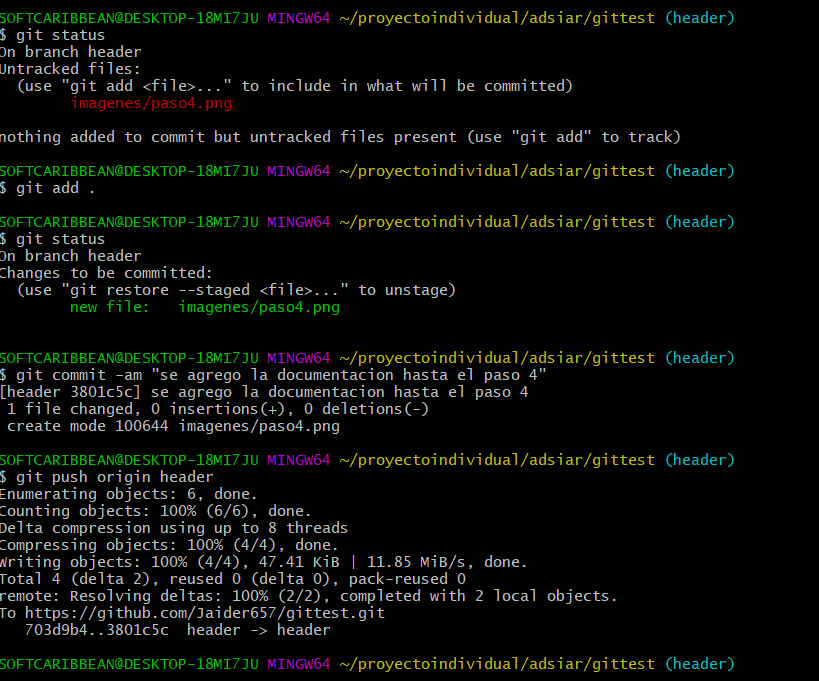 SOFTCARIBBEAN@DESKTOP-18MI7JU MINGW64 ~/proyectoindividual/adsiar/gittest (header)
$ git status
On branch header
Untracked files:
  (use "git add <file>..." to include in what will be committed)
        imagenes/paso4.png

nothing added to commit but untracked files present (use "git add" to track)

SOFTCARIBBEAN@DESKTOP-18MI7JU MINGW64 ~/proyectoindividual/adsiar/gittest (header)
$ git add .

SOFTCARIBBEAN@DESKTOP-18MI7JU MINGW64 ~/proyectoindividual/adsiar/gittest (header)
$ git status
On branch header
Changes to be committed:
  (use "git restore --staged <file>..." to unstage)
        new file:   imagenes/paso4.png


SOFTCARIBBEAN@DESKTOP-18MI7JU MINGW64 ~/proyectoindividual/adsiar/gittest (header)
$ git commit -am "se agrego la documentacion hasta el paso 4"
[header 3801c5c] se agrego la documentacion hasta el paso 4
 1 file changed, 0 insertions(+), 0 deletions(-)
 create mode 100644 imagenes/paso4.png

SOFTCARIBBEAN@DESKTOP-18MI7JU MINGW64 ~/proyectoindividual/adsiar/gittest (header)
$ git push origin header
Enumerating objects: 6, done.
Counting objects: 100% (6/6), done.
Delta compression using up to 8 threads
Compressing objects: 100% (4/4), done.
Writing objects: 100% (4/4), 47.41 KiB | 11.85 MiB/s, done.
Total 4 (delta 2), reused 0 (delta 0), pack-reused 0
remote: Resolving deltas: 100% (2/2), completed with 2 local objects.
To https://github.com/Jaider657/gittest.git
   703d9b4..3801c5c  header -> header

SOFTCARIBBEAN@DESKTOP-18MI7JU MINGW64 ~/proyectoindividual/adsiar/gittest (header)